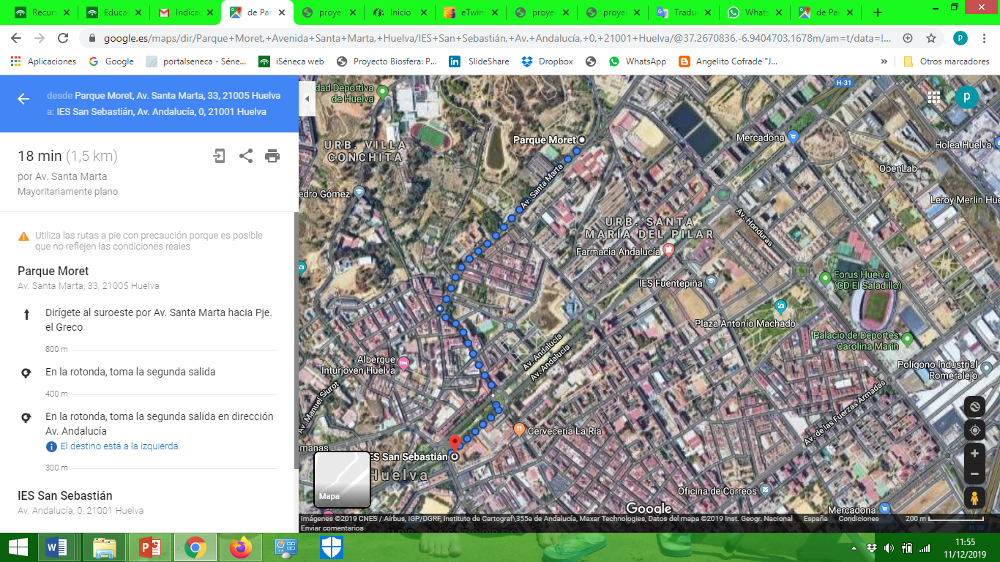 Recurs
Educa
Indica
de Par
proye
Inicio
eTwin
proye
proye
Tradu
Whats
de Par
google.es/maps/dir/Parque+Moret,+Avenida+Santa+Marta,+Huelva/IES+San+Sebastián,+Av.+Andalucía,+0,+21001+Huelva/@37.2670836,-6.9404703,1678m/am=t/data=!...
p
Aplicaciones
Google
portalseneca - Séne...
iSéneca web
Proyecto Biosfera: P...
SlideShare
Dropbox
WhatsApp
Angelito Cofrade "J...
»
Otros marcadores
desde Parque Moret, Av. Santa Marta, 33, 21005 Huelva
a: IES San Sebastián, Av. Andalucía, 0, 21001 Huelva
18 min (1,5 km)
por Av. Santa Marta
Mayoritariamente plano
Utiliza las rutas a pie con precaución porque es posible
que no reflejen las condiciones reales
Parque Moret
Av. Santa Marta, 33, 21005 Huelva
Dirígete al suroeste por Av. Santa Marta hacia Pje.
el Greco
800 m
En la rotonda, toma la segunda salida
400 m
En la rotonda, toma la segunda salida en dirección
Av. Andalucía
El destino está a la izquierda.
300 m
IES San Sebastián
Av. Andalucía, 0, 21001 Huelva
dad Deportiva
de Huelva
H-31
p
URB. VILLA
CONCHITA
Parque Moret
Mercadona
Holea Huelva
OpenLab
edro Gómez
Av. Santa Marta
Leroy Merlin Hue
URB. SANTA
MARÍA DEL PILAR
Av. Honduras
Farmacia Andalucía
IES Fuentepiña
Forus Huelva
(CD El Saladillo)
Plaza Antonio Machado
Palacio de Deportes
Carolina Marín
Av. Andalucía
Av. Andalucía
Albergue
Inturjoven Huelva
Polígono Industrial
Romeralejo
Av. Manuel Siurot
Av. de las Fuerzas Armadas
Cervecería La Ría
omanas
ES San Sebastián
Huelva
Mapa
Oficina de Correos
Mercadona
Google
Imágenes ©2019 CNES / Airbus, IGP/DGRF, Instituto de Cartograf\355a de Andalucía, Maxar Technologies, Datos del mapa ©2019 Inst. Geogr. Nacional
España
Condiciones
200 m
Enviar comentarios
H-30
11:55
11/12/2019